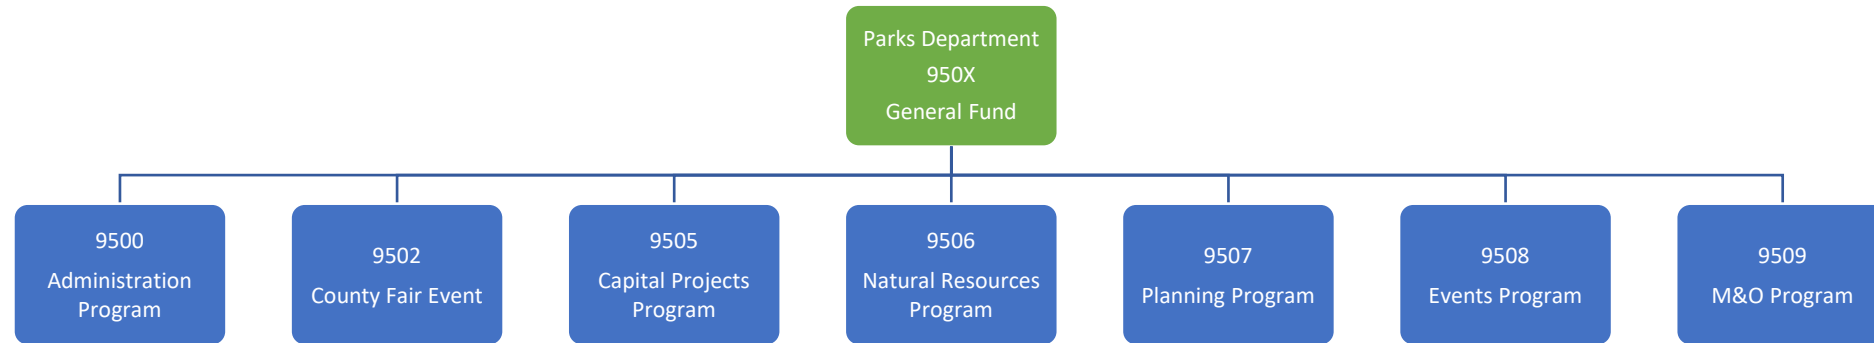 Parks Department
950X
General Fund
9500
Administration
Program
9502
County Fair Event
9505
Capital Projects
Program
9506
Natural Resources
Program
9507
Planning Program
9508
Events Program
9509
M&O Program